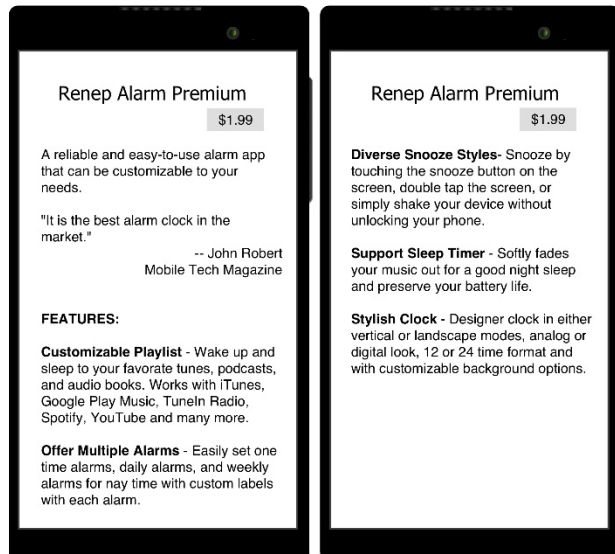 Renep Alarm Premium
$1.99
A reliable and easy-to-use alarm app
that can be customizable to your
needs.
"It is the best alarm clock in the
market."
-- John Robert
Mobile Tech Magazine
FEATURES:
Customizable Playlist - Wake up and
sleep to your favorate tunes, podcasts,
and audio books. Works with iTunes,
Google Play Music, TuneIn Radio,
Spotify, YouTube and many more.
Offer Multiple Alarms - Easily set one
time alarms, daily alarms, and weekly
alarms for nay time with custom labels
with each alarm.
Renep Alarm Premium
$1.99
Diverse Snooze Styles- Snooze by
touching the snooze button on the
screen, double tap the screen, or
simply shake your device without
unlocking your phone.
Support Sleep Timer - Softly fades
your music out for a good night sleep
and preserve your battery life.
Stylish Clock - Designer clock in either
vertical or landscape modes, analog or
digital look, 12 or 24 time format and
with customizable background options.